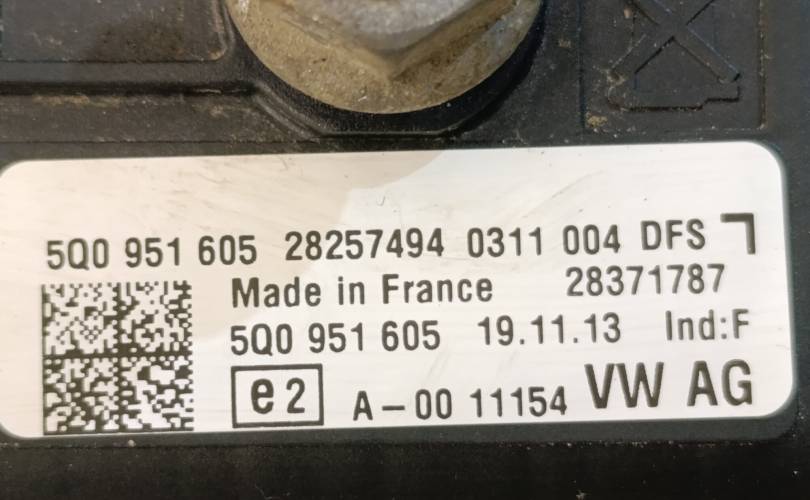 5Q0 951 605 28257494 0311 004 DFS
Made in France 28371787
5Q0 951 605 19.11.13 Ind:F
e2 A-00 11154 VW AG